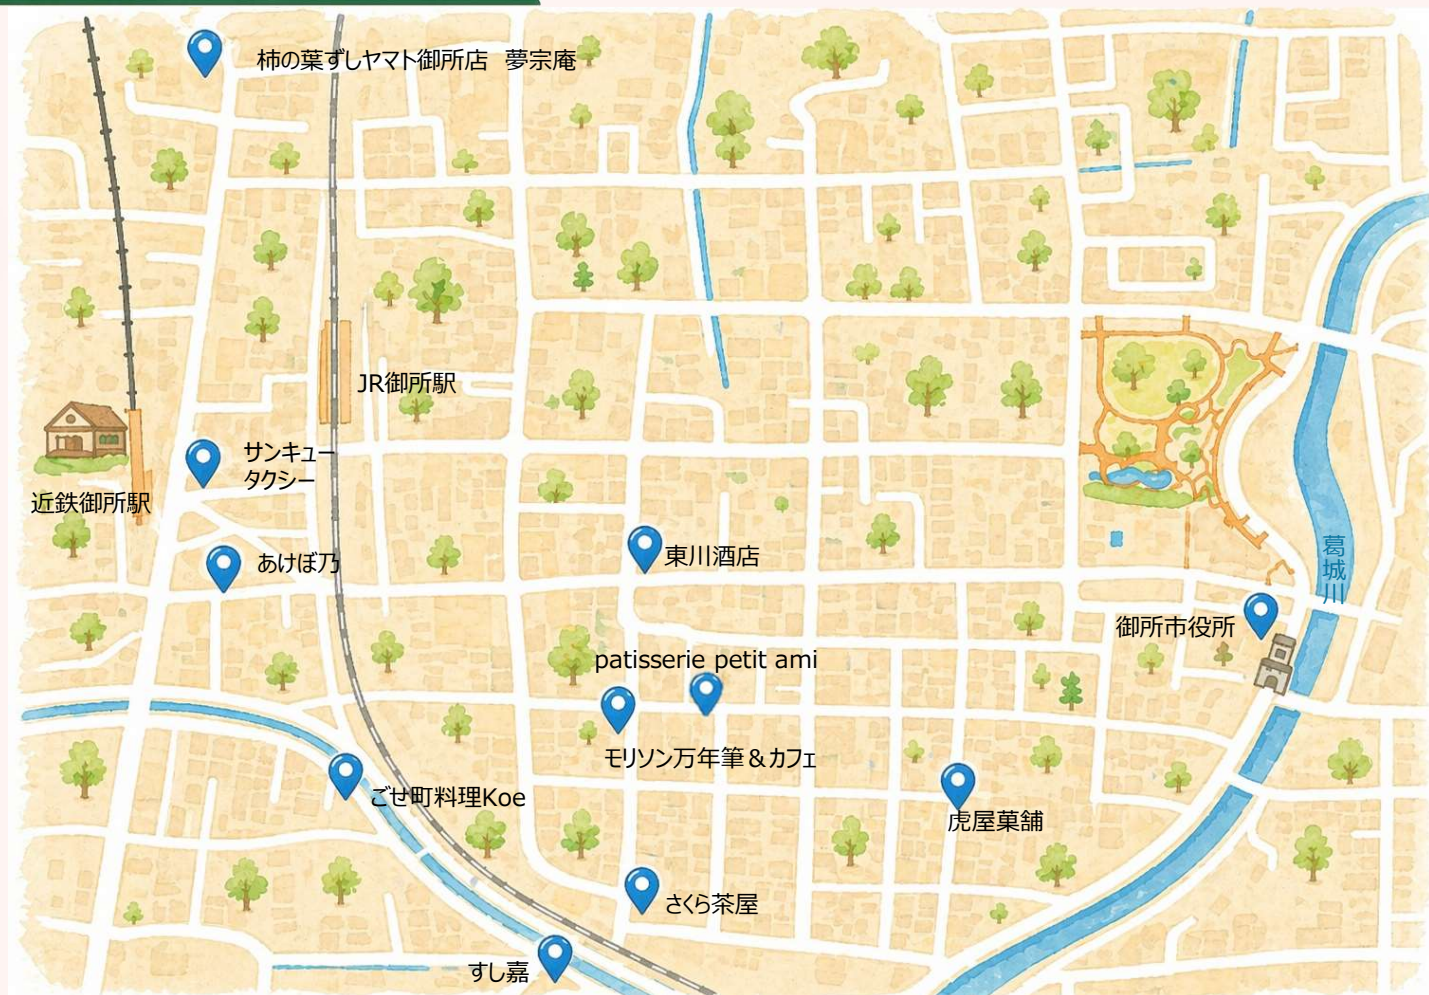 柿の葉ずしヤマト御所店　夢宗庵
JR御所駅
サンキュー
タクシー
近鉄御所駅
東川酒店
あけぼ乃
葛城川
御所市役所
patisserie petit ami
モリソン万年筆＆カフェ
ごせ町料理Koe
虎屋菓舗
さくら茶屋
すし嘉